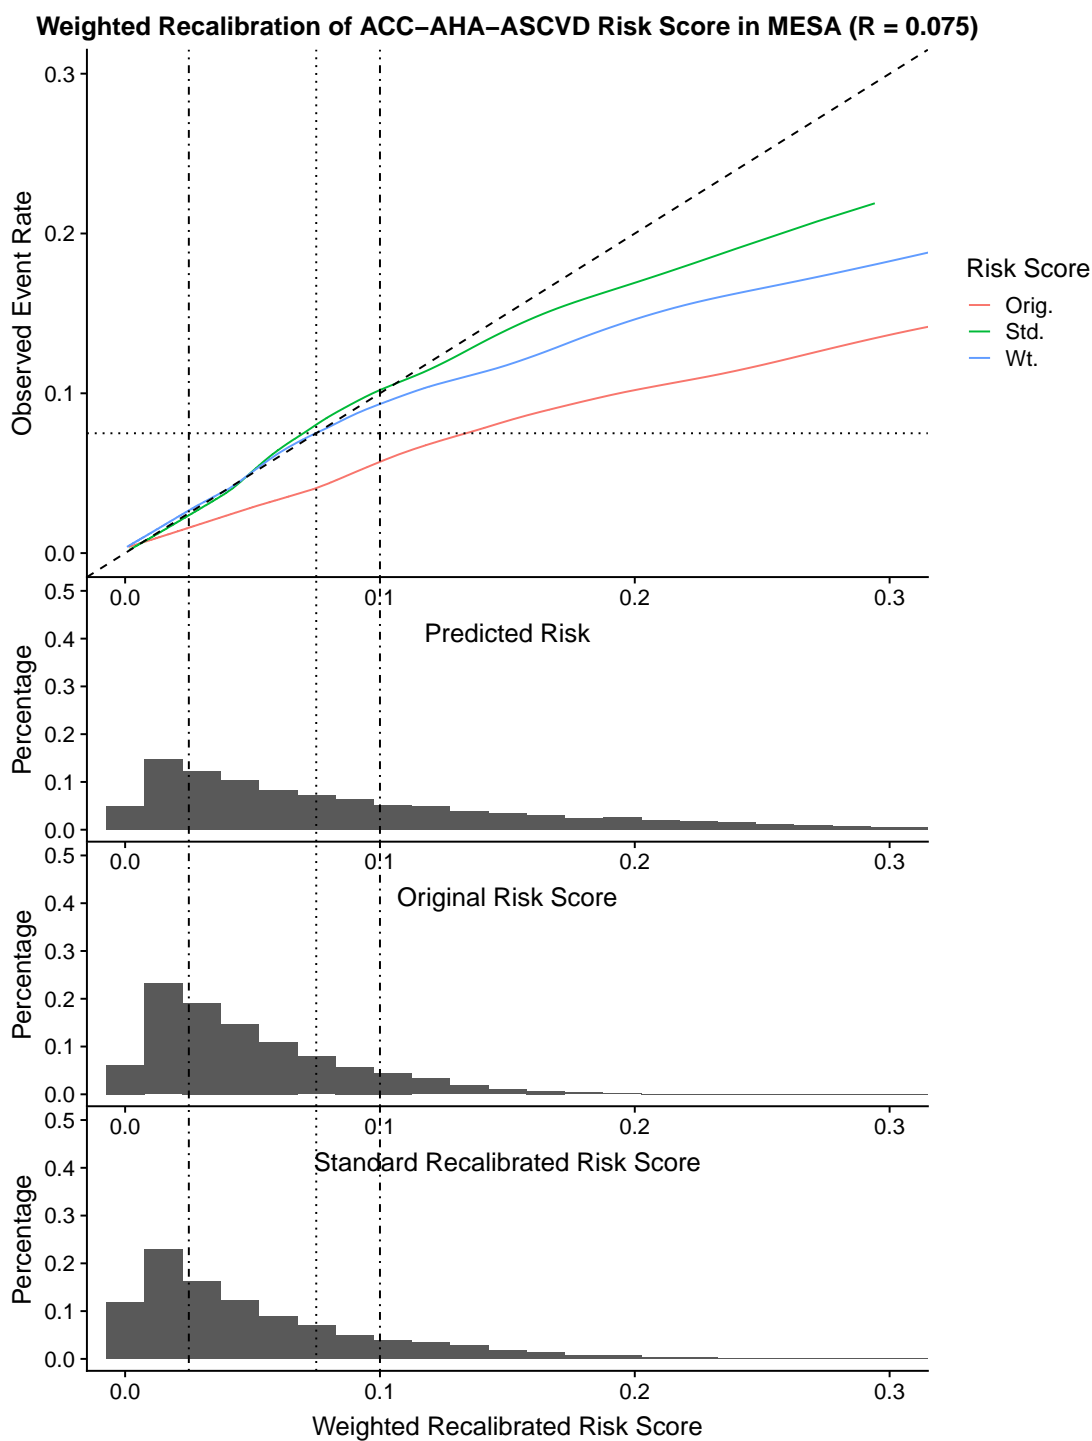 Weighted Recalibration of ACC−AHA−ASCVD Risk Score in MESA (R = 0.075)
0.3
0.2
0.1
0.0
Observed Event Rate
0.0 0.1 0.2 0.3
Predicted Risk
Risk Score
Orig.
Std.
Wt.
0.5
0.4
0.3
0.2
0.1
0.0
Percentage
0.0 0.1 0.2 0.3
Original Risk Score
0.5
0.4
0.3
0.2
0.1
0.0
Percentage
0.0 0.1 0.2 0.3
Standard Recalibrated Risk Score
0.5
0.4
0.3
0.2
0.1
0.0
Percentage
0.0 0.1 0.2 0.3
Weighted Recalibrated Risk Score